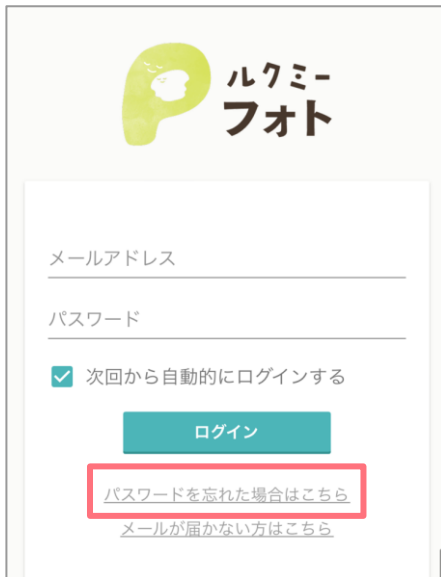 ルクミー
フォト
メールアドレス
パスワード
次回から自動的にログインする
ログイン
パスワードを忘れた場合はこちら
メールが届かない方はこちら